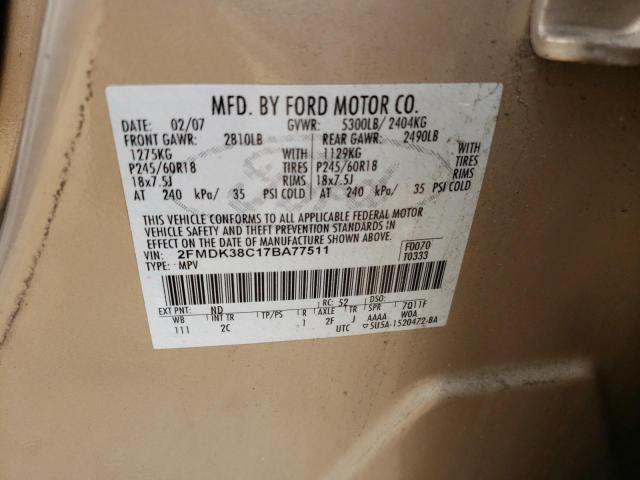 MFD. BY FORD MOTOR CO.
DATE: 02/07 GVWR: 5300LB/ 2404KG
FRONT GAWR: 2810LB REAR GAWR: 2490LB
1275KG WITH 1129KG WITH
P245/60R18 TIRES P245/60R18 TIRES
18x7.5J RIMS 18x7.5J RIMS
AT 240 kPa/ 35 PSI COLD AT 240 kPa/ 35 PSI COLD
THIS VEHICLE CONFORMS TO ALL APPLICABLE FEDERAL MOTOR
VEHICLE SAFETY AND THEFT PREVENTION STANDARDS IN
EFFECT ON THE DATE OF MANUFACTURE SHOWN ABOVE.
VIN: 2FMDK38C17BA77511 F0070
TYPE: MPV T0333
EXT PNT: ND RC: 52 DSO:
WB INT TR TP/PS R AXLE TR SPR 7Q11F
111 2C 1 2F J AAAA W0A
UTC 5U5A-1520472-BA